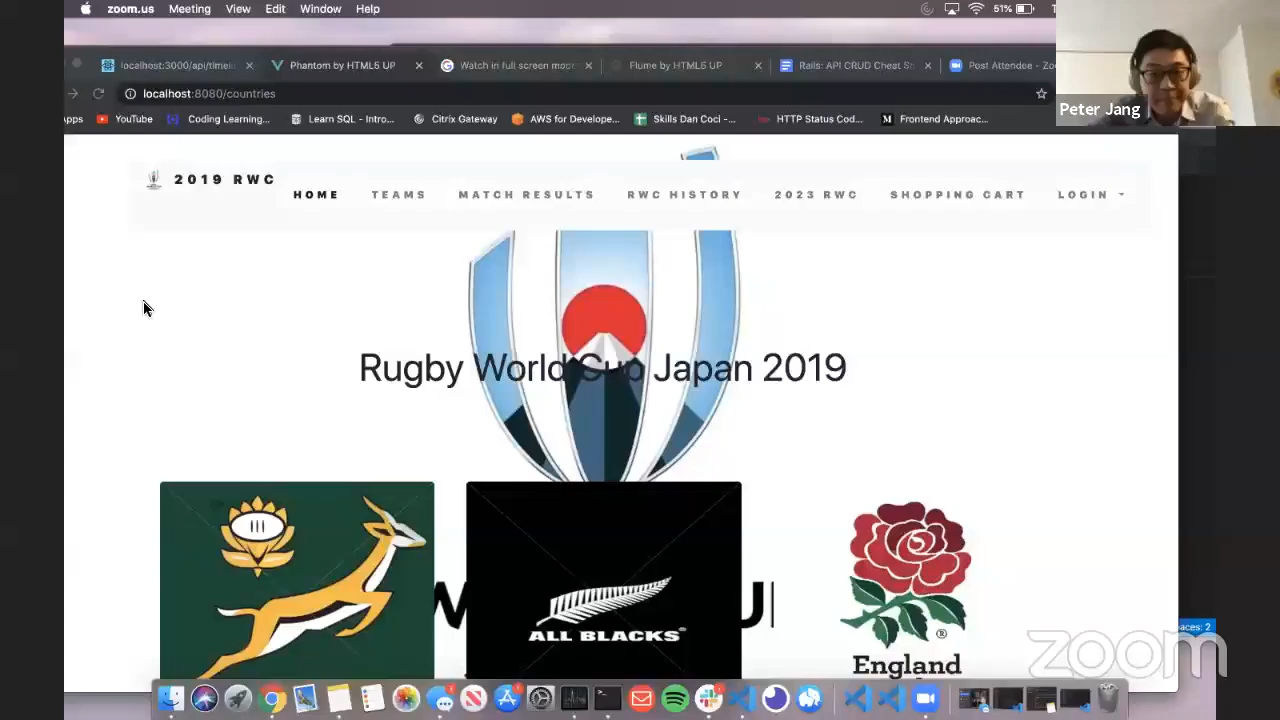 zoom.us Meeting View Edit Window Help 51%
localhost:3000/api/timel Phantom by HTML5 UP Watch in full screen mode Flume by HTML5 UP Rails: API CRUD Cheat S Post Attendee - Zo
localhost:8080/countries
Peter Jang
Apps YouTube Coding Learning... Learn SQL - Intro... Citrix Gateway AWS for Develope... Skills Dan Coci -... HTTP Status Cod... Frontend Approac...
2019 RWC
HOME TEAMS MATCH RESULTS RWC HISTORY 2023 RWC SHOPPING CART LOGIN
Rugby World Cup Japan 2019
ALL BLACKS
England
zoom